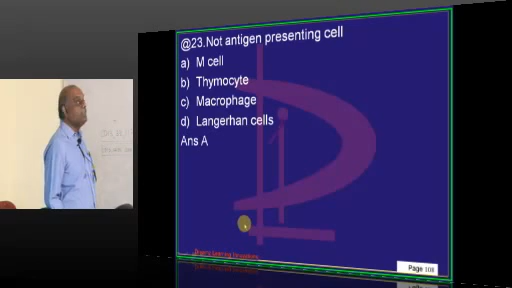 @23.Not antigen presenting cell
a) M cell
b) Thymocyte
c) Macrophage
d) Langerhan cells
Ans A
Page 108